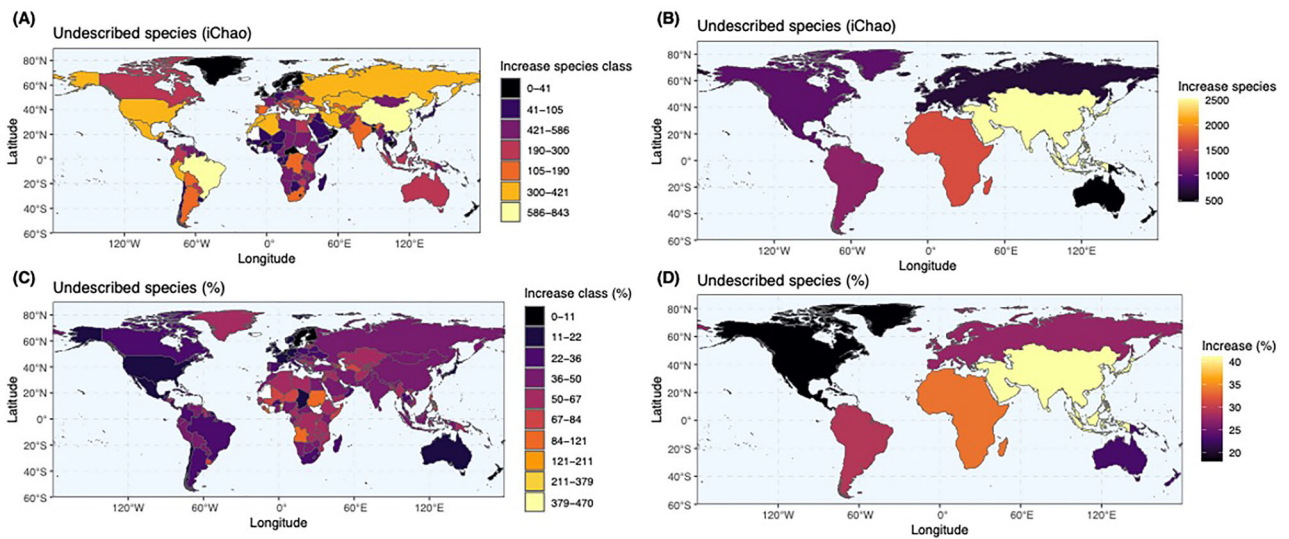 (A)
Undescribed species (iChao)
80°N
60°N
40°N
20°N
0°
20°S
40°S
60°S
Latitude
120°W
60°W
0°
60°E
120°E
Longitude
Increase species class
0–41
41–105
421–586
190–300
105–190
300–421
586–843
(B)
Undescribed species (iChao)
80°N
60°N
40°N
20°N
0°
20°S
40°S
60°S
Latitude
120°W
60°W
0°
60°E
120°E
Longitude
Increase species
2500
2000
1500
1000
500
(C)
Undescribed species (%)
80°N
60°N
40°N
20°N
0°
20°S
40°S
60°S
Latitude
120°W
60°W
0°
60°E
120°E
Longitude
Increase class (%)
0–11
11–22
22–36
36–50
50–67
67–84
84–121
121–211
211–379
379–470
(D)
Undescribed species (%)
80°N
60°N
40°N
20°N
0°
20°S
40°S
60°S
Latitude
120°W
60°W
0°
60°E
120°E
Longitude
Increase (%)
40
35
30
25
20